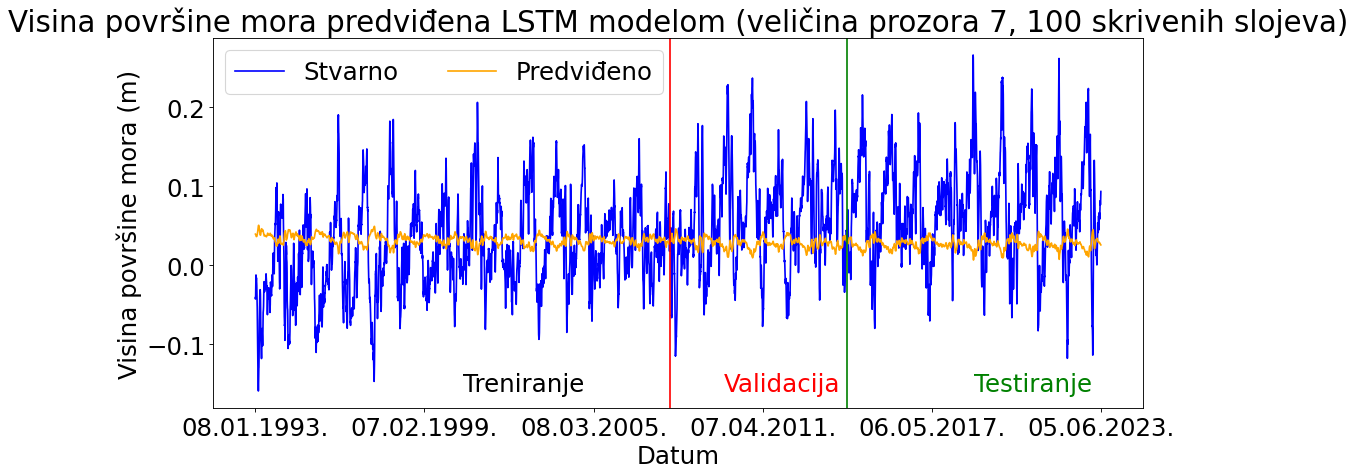 Visina površine mora predviđena LSTM modelom (veličina prozora 7, 100 skrivenih slojeva)
Stvarno
Predviđeno
Visina površine mora (m)
0.2
0.1
0.0
−0.1
Treniranje
Validacija
Testiranje
08.01.1993.
07.02.1999.
08.03.2005.
07.04.2011.
06.05.2017.
05.06.2023.
Datum